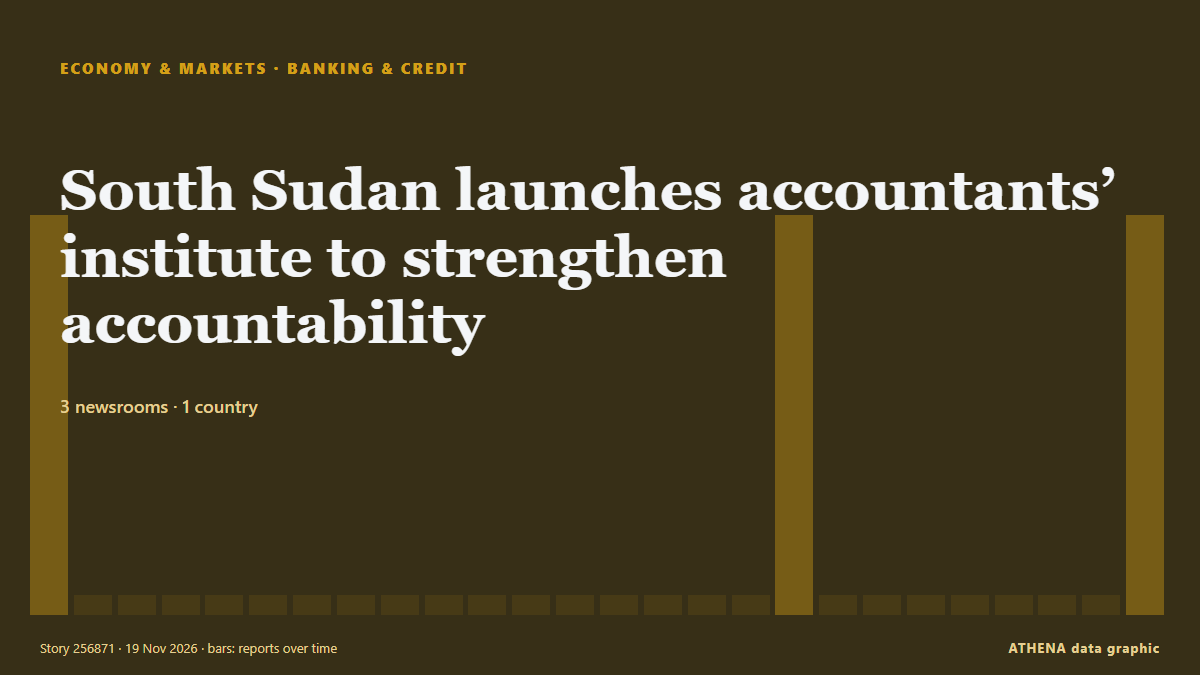 ECONOMY & MARKETS · BANKING & CREDIT
South Sudan launches accountants’
institute to strengthen
accountability
3 newsrooms · 1 country
Story 256871 · 19 Nov 2026 · bars: reports over time
ATHENA data graphic